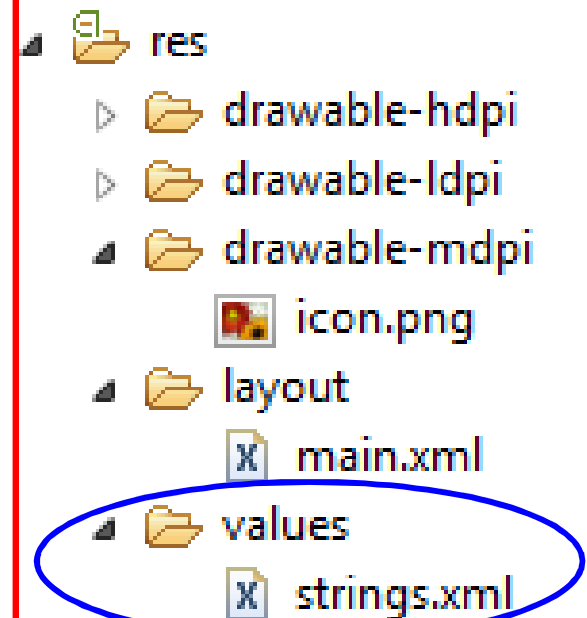 res
drawable-hdpi
drawable-ldpi
drawable-mdpi
icon.png
layout
main.xml
values
strings.xml